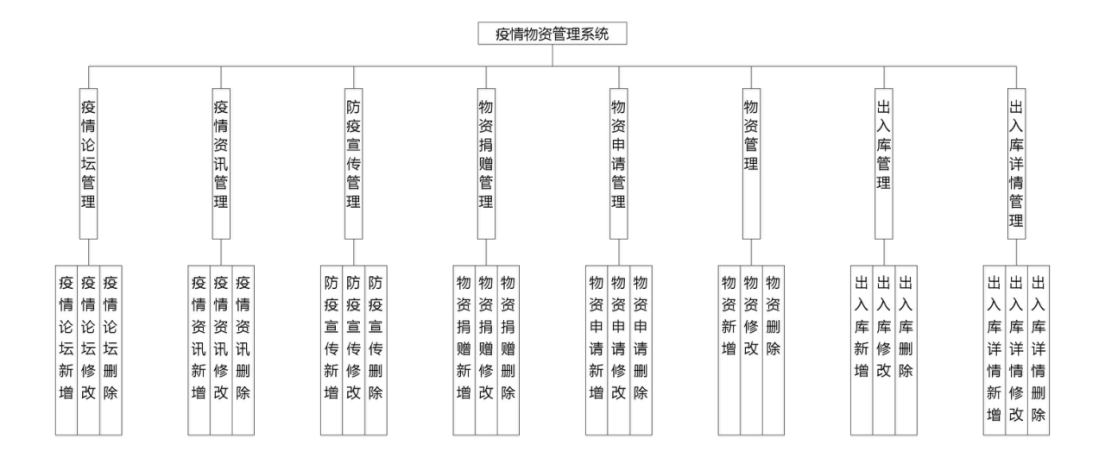 疫情物资管理系统
疫情论坛管理
疫情资讯管理
防疫宣传管理
物资捐赠管理
物资申请管理
物资管理
出入库管理
出入库详情管理
疫情论坛新增
疫情论坛修改
疫情论坛删除
疫情资讯新增
疫情资讯修改
疫情资讯删除
防疫宣传新增
防疫宣传修改
防疫宣传删除
物资捐赠新增
物资捐赠修改
物资捐赠删除
物资申请新增
物资申请修改
物资申请删除
物资新增
物资修改
物资删除
出入库新增
出入库修改
出入库删除
出入库详情新增
出入库详情修改
出入库详情删除